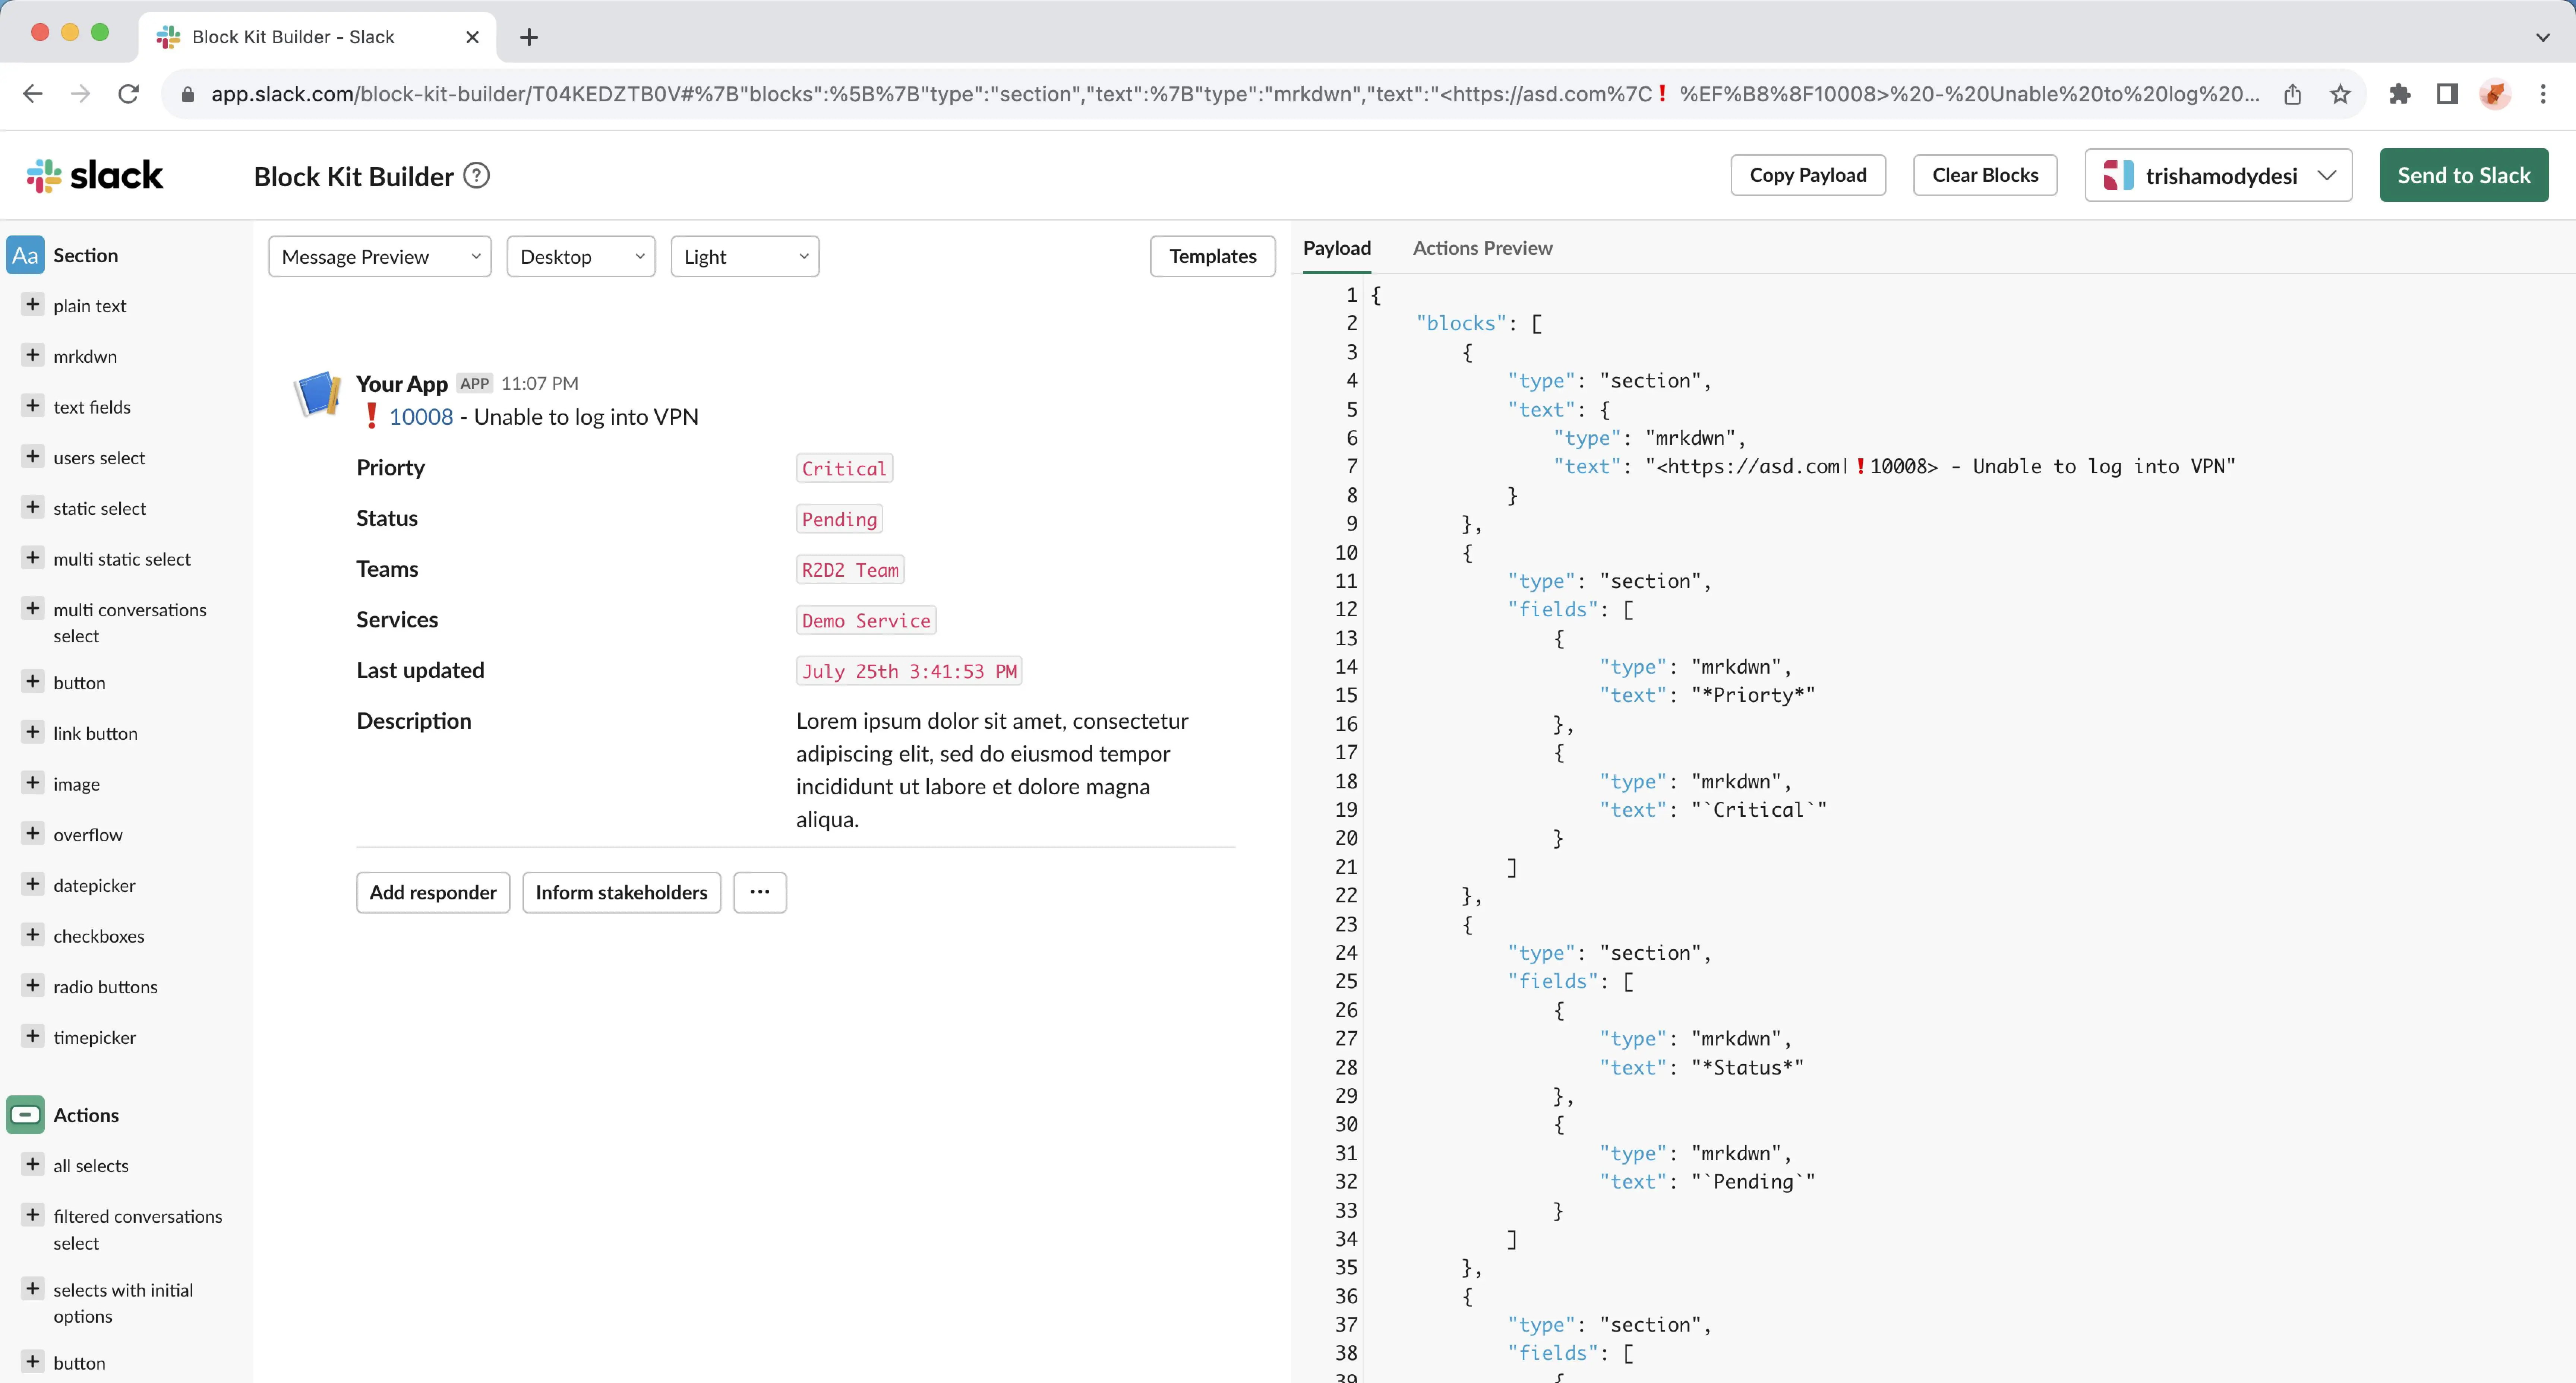 Block Kit Builder - Slack
app.slack.com/block-kit-builder/T04KEDZTB0V#%7B"blocks":%5B%7B"type":"section","text":%7B"type":"mrkdwn","text":"<https://asd.com%7C❗ %EF%B8%8F10008>%20-%20Unable%20to%20log%20...
slack
Block Kit Builder ?
Copy Payload
Clear Blocks
trishamodydesi
Send to Slack
Aa Section
+ plain text
+ mrkdwn
+ text fields
+ users select
+ static select
+ multi static select
+ multi conversations
select
+ button
+ link button
+ image
+ overflow
+ datepicker
+ checkboxes
+ radio buttons
+ timepicker
Actions
+ all selects
+ filtered conversations
select
+ selects with initial
options
+ button
Message Preview
Desktop
Light
Templates
Your App APP 11:07 PM
❗ 10008 - Unable to log into VPN
Priorty Critical
Status Pending
Teams R2D2 Team
Services Demo Service
Last updated July 25th 3:41:53 PM
Description Lorem ipsum dolor sit amet, consectetur
adipiscing elit, sed do eiusmod tempor
incididunt ut labore et dolore magna
aliqua.
Add responder
Inform stakeholders
...
Payload
Actions Preview
1 {
2 "blocks": [
3 {
4 "type": "section",
5 "text": {
6 "type": "mrkdwn",
7 "text": "<https://asd.com|❗10008> - Unable to log into VPN"
8 }
9 },
10 {
11 "type": "section",
12 "fields": [
13 {
14 "type": "mrkdwn",
15 "text": "*Priorty*"
16 },
17 {
18 "type": "mrkdwn",
19 "text": "`Critical`"
20 }
21 ]
22 },
23 {
24 "type": "section",
25 "fields": [
26 {
27 "type": "mrkdwn",
28 "text": "*Status*"
29 },
30 {
31 "type": "mrkdwn",
32 "text": "`Pending`"
33 }
34 ]
35 },
36 {
37 "type": "section",
38 "fields": [
39 {